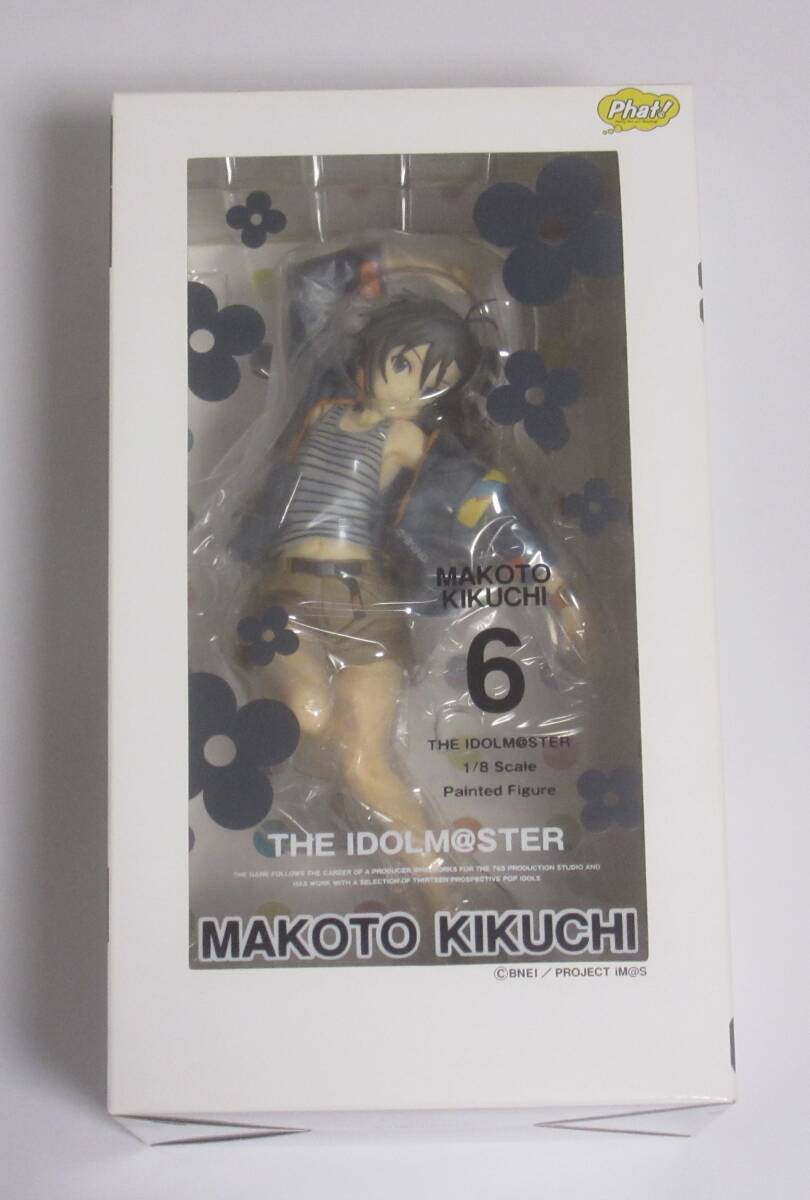 Phat!
MAKOTO
KIKUCHI
6
THE IDOLM@STER
1/8 Scale
Painted Figure
THE IDOLM@STER
THE GAME FOLLOWS THE CAREER OF A PRODUCER WHO WORKS FOR THE 765 PRODUCTION STUDIO AND
HAS WORK WITH A SELECTION OF THIRTEEN PROSPECTIVE POP IDOLS
MAKOTO KIKUCHI
©BNEI／PROJECT iM@S